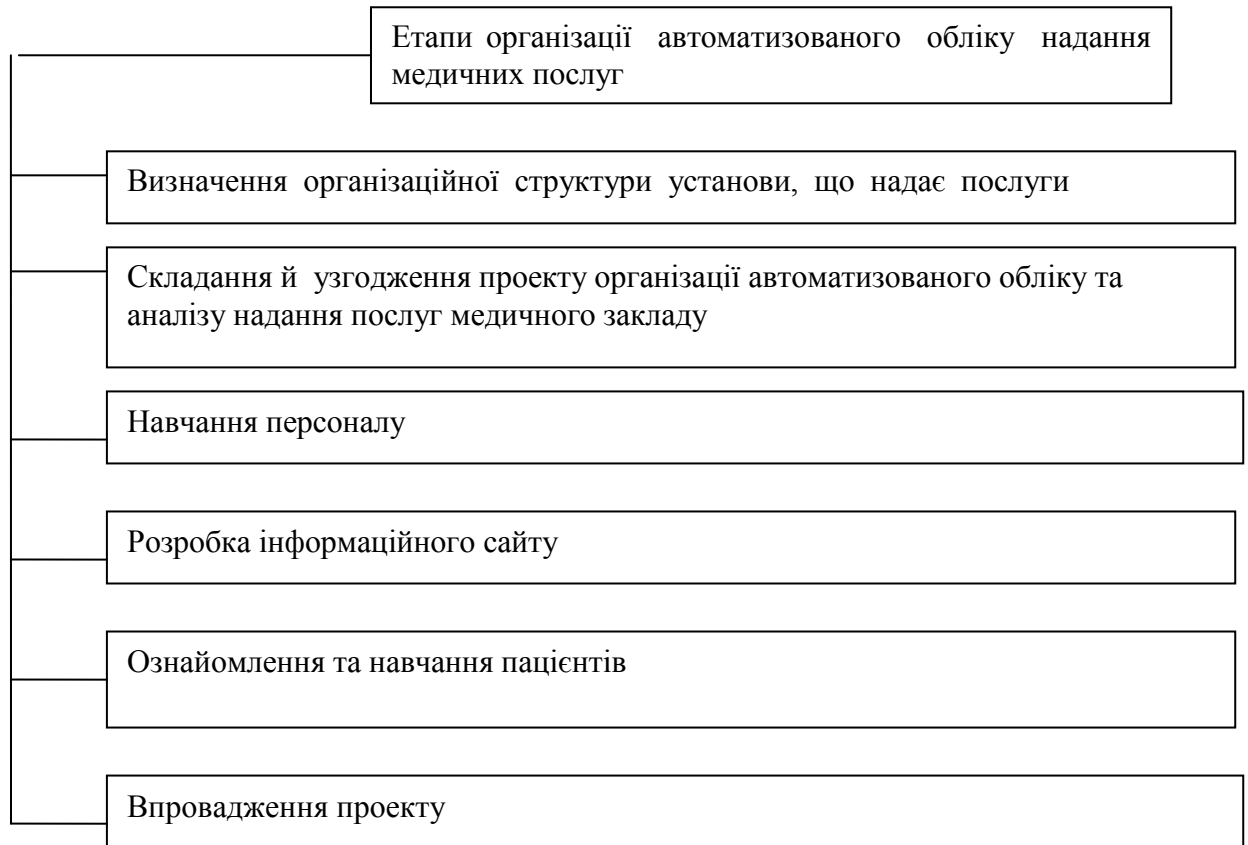 Етапи організації автоматизованого обліку надання
медичних послуг
Визначення організаційної структури установи, що надає послуги
Складання й узгодження проекту організації автоматизованого обліку та
аналізу надання послуг медичного закладу
Навчання персоналу
Розробка інформаційного сайту
Ознайомлення та навчання пацієнтів
Впровадження проекту